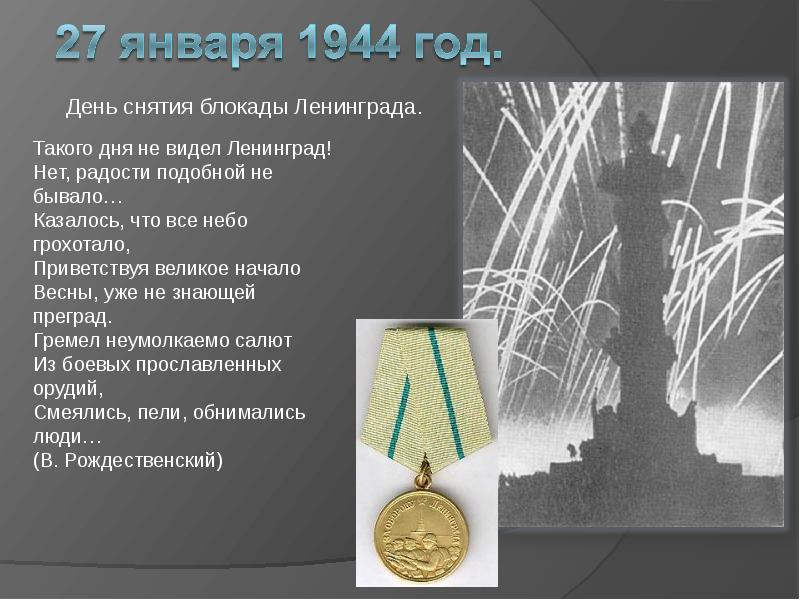 27 января 1944 год.
День снятия блокады Ленинграда.
Такого дня не видел Ленинград!
Нет, радости подобной не
бывало…
Казалось, что все небо
грохотало,
Приветствуя великое начало
Весны, уже не знающей
преград.
Гремел неумолкаемо салют
Из боевых прославленных
орудий,
Смеялись, пели, обнимались
люди…
(В. Рождественский)
ЗА ОБОРОНУ ЛЕНИНГРАДА